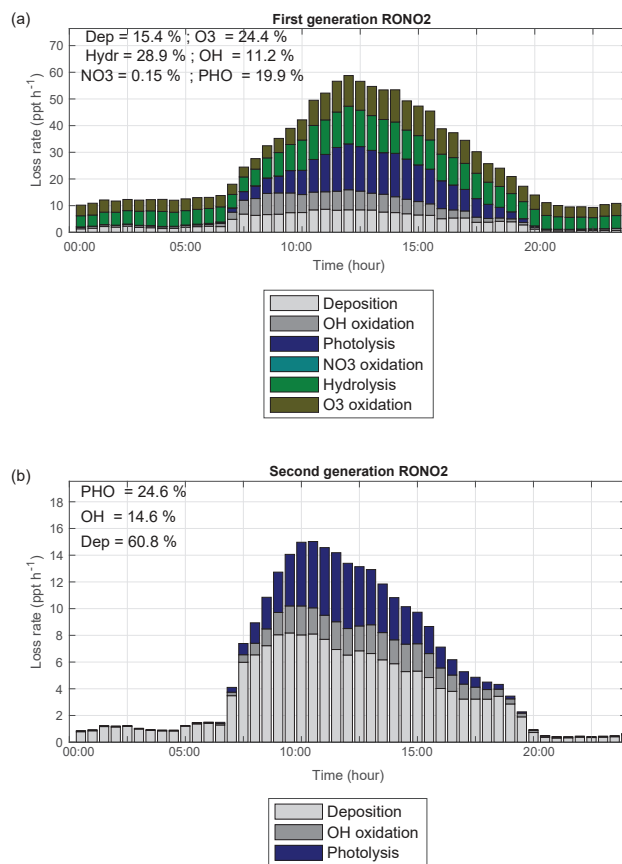 (a)
First generation RONO2
Dep = 15.4 % ; O3 = 24.4 %
Hydr = 28.9 % ; OH = 11.2 %
NO3 = 0.15 % ; PHO = 19.9 %
Loss rate (ppt h⁻¹)
70
60
50
40
30
20
10
0
00:00 05:00 10:00 15:00 20:00
Time (hour)
Deposition
OH oxidation
Photolysis
NO3 oxidation
Hydrolysis
O3 oxidation
(b)
Second generation RONO2
PHO = 24.6 %
OH = 14.6 %
Dep = 60.8 %
Loss rate (ppt h⁻¹)
18
16
14
12
10
8
6
4
2
0
00:00 05:00 10:00 15:00 20:00
Time (hour)
Deposition
OH oxidation
Photolysis